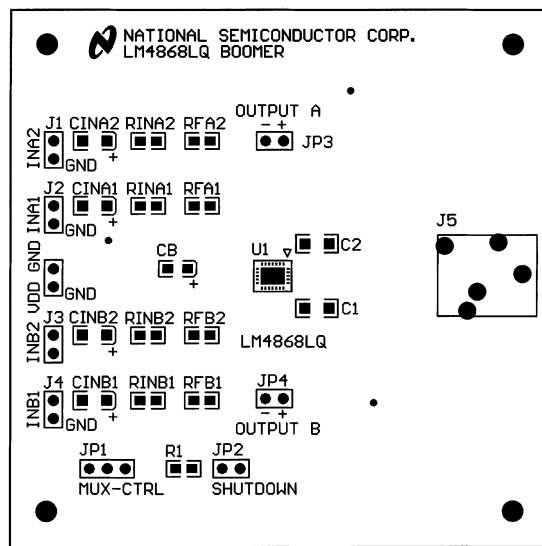 NATIONAL SEMICONDUCTOR CORP.
LM4868LQ BOOMER
OUTPUT A
- +
JP3
INA2
J1 CINA2 RINA2 RFA2
GND
+
INA1
J2 CINA1 RINA1 RFA1
GND
+
J5
VDD GND
GND
CB
+
U1
C2
C1
LM4868LQ
INB2
J3 CINB2 RINB2 RFB2
GND
+
INB1
J4 CINB1 RINB1 RFB1
GND
+
JP4
- +
OUTPUT B
JP1 R1 JP2
MUX-CTRL SHUTDOWN